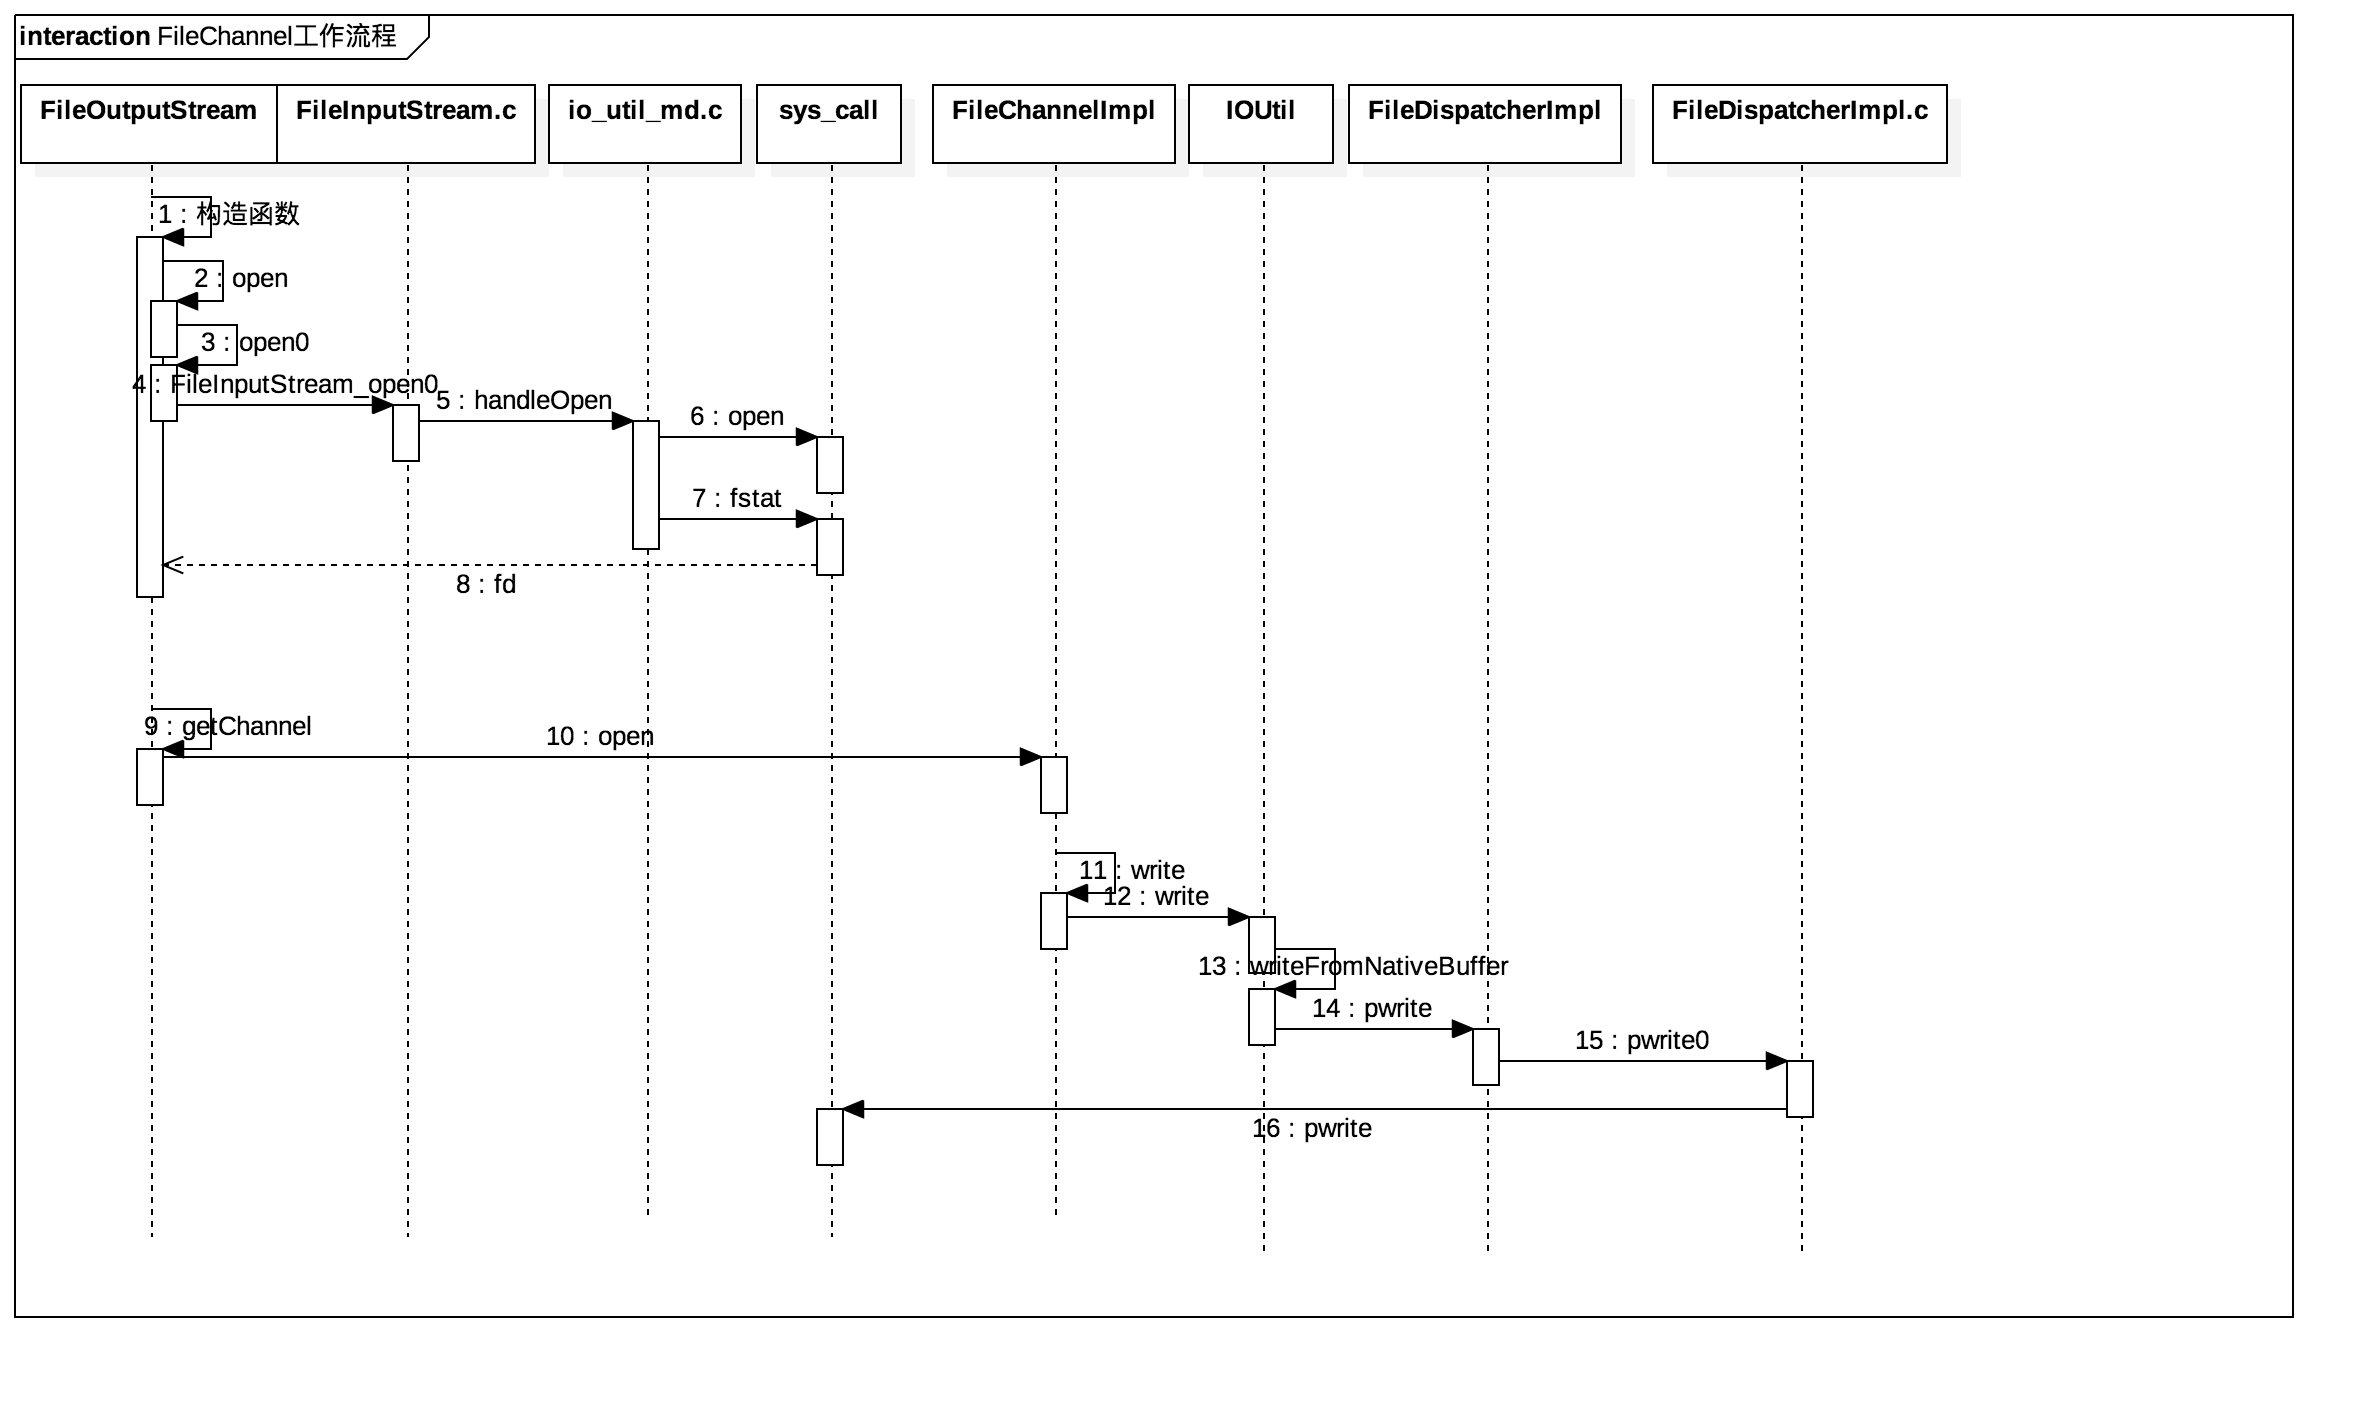 interaction FileChannel工作流程
FileOutputStream
FileInputStream.c
io_util_md.c
sys_call
FileChannelImpl
IOUtil
FileDispatcherImpl
FileDispatcherImpl.c
1 : 构造函数
2 : open
3 : open0
4 : FileInputStream_open0
5 : handleOpen
6 : open
7 : fstat
8 : fd
9 : getChannel
10 : open
11 : write
12 : write
13 : writeFromNativeBuffer
14 : pwrite
15 : pwrite0
16 : pwrite